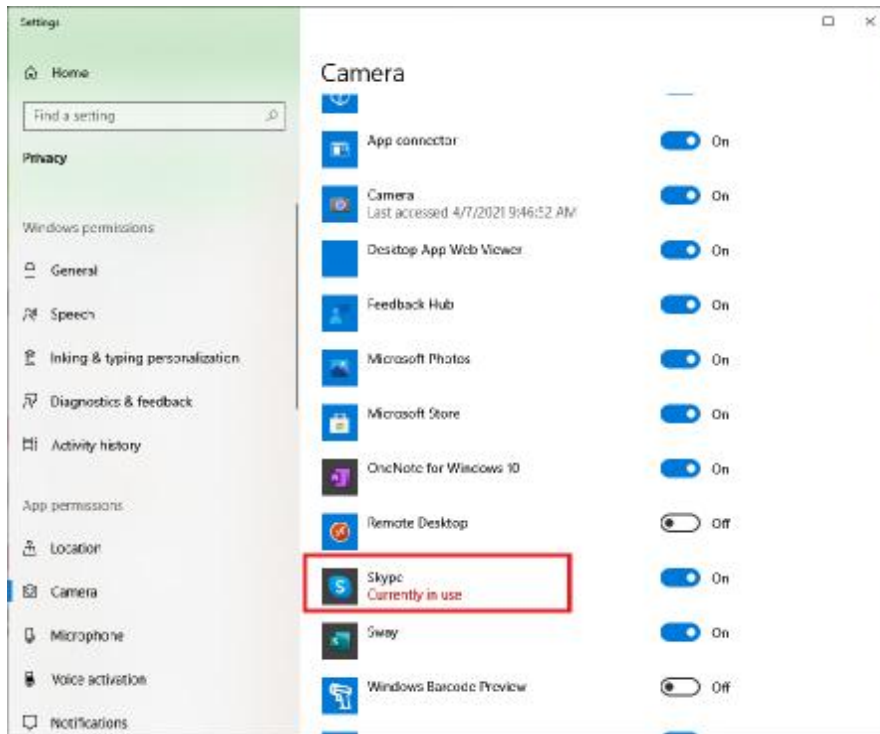 Settings
Home
Find a setting
Privacy
Windows permissions
General
Speech
Inking & typing personalization
Diagnostics & feedback
Activity history
App permissions
Location
Camera
Microphone
Voice activation
Notifications
Camera
App connector
On
Camera
On
Last accessed 4/7/2021 9:46:52 AM
Desktop App Web Viewer
On
Feedback Hub
On
Microsoft Photos
On
Microsoft Store
On
OneNote for Windows 10
On
Remote Desktop
Off
Skype
On
Currently in use
Sway
On
Windows Barcode Preview
Off